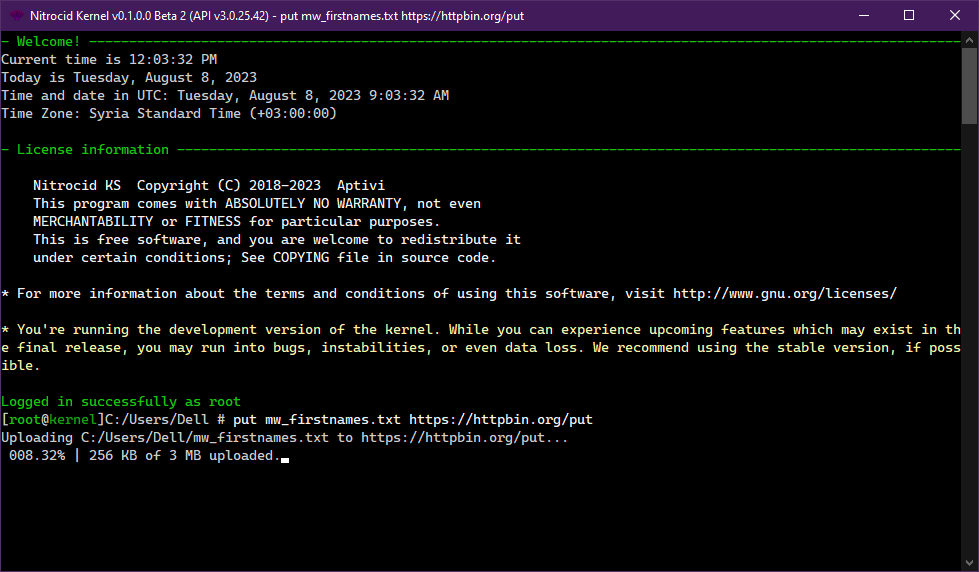 Nitrocid Kernel v0.1.0.0 Beta 2 (API v3.0.25.42) - put mw_firstnames.txt https://httpbin.org/put
- Welcome!
Current time is 12:03:32 PM
Today is Tuesday, August 8, 2023
Time and date in UTC: Tuesday, August 8, 2023 9:03:32 AM
Time Zone: Syria Standard Time (+03:00:00)
- License information
Nitrocid KS  Copyright (C) 2018-2023  Aptivi
This program comes with ABSOLUTELY NO WARRANTY, not even
MERCHANTABILITY or FITNESS for particular purposes.
This is free software, and you are welcome to redistribute it
under certain conditions; See COPYING file in source code.
* For more information about the terms and conditions of using this software, visit http://www.gnu.org/licenses/
* You're running the development version of the kernel. While you can experience upcoming features which may exist in th
e final release, you may run into bugs, instabilities, or even data loss. We recommend using the stable version, if poss
ible.
Logged in successfully as root
[root@kernel]C:/Users/Dell # put mw_firstnames.txt https://httpbin.org/put
Uploading C:/Users/Dell/mw_firstnames.txt to https://httpbin.org/put...
008.32% | 256 KB of 3 MB uploaded.